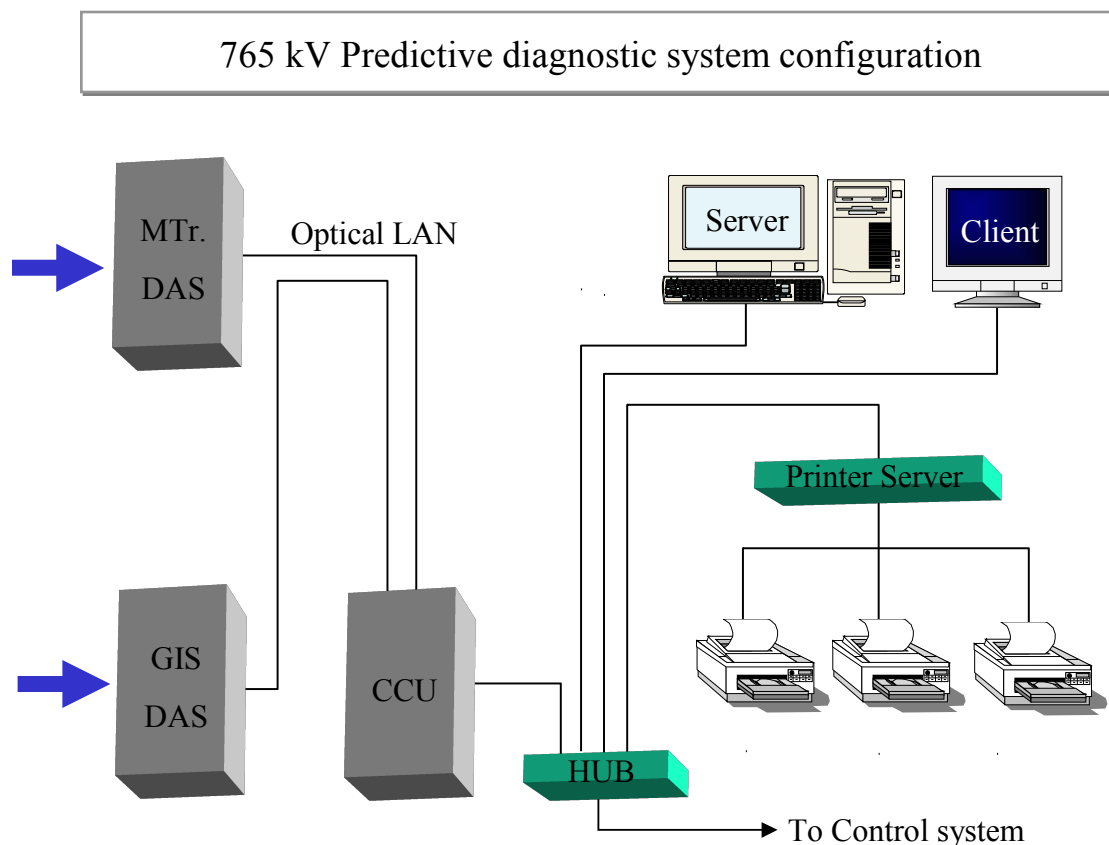 765 kV Predictive diagnostic system configuration
MTr.
DAS
Optical LAN
Server
Client
Printer Server
GIS
DAS
CCU
HUB
To Control system